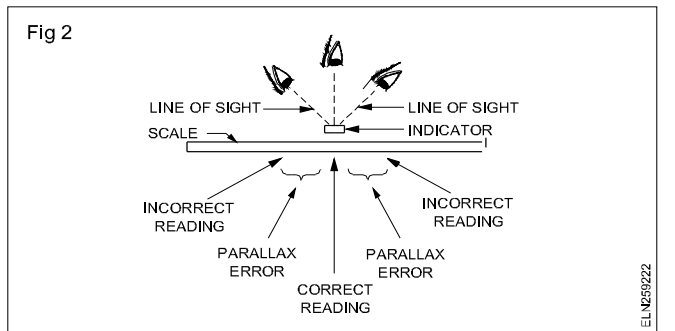 Fig 2
LINE OF SIGHT
LINE OF SIGHT
INDICATOR
SCALE
INCORRECT
READING
INCORRECT
READING
PARALLAX
ERROR
PARALLAX
ERROR
CORRECT
READING
ELN259222